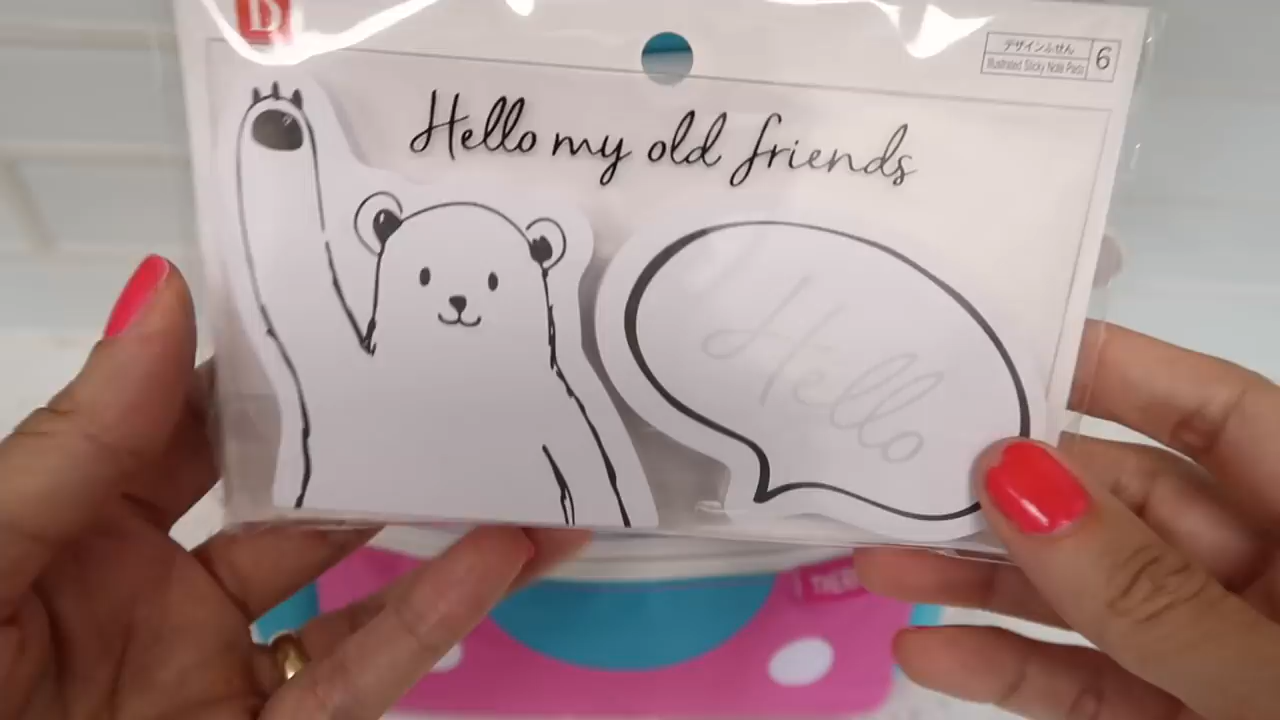 D
デザインふせん
Illustrated Sticky Note Pads
6
Hello my old friends
Hello